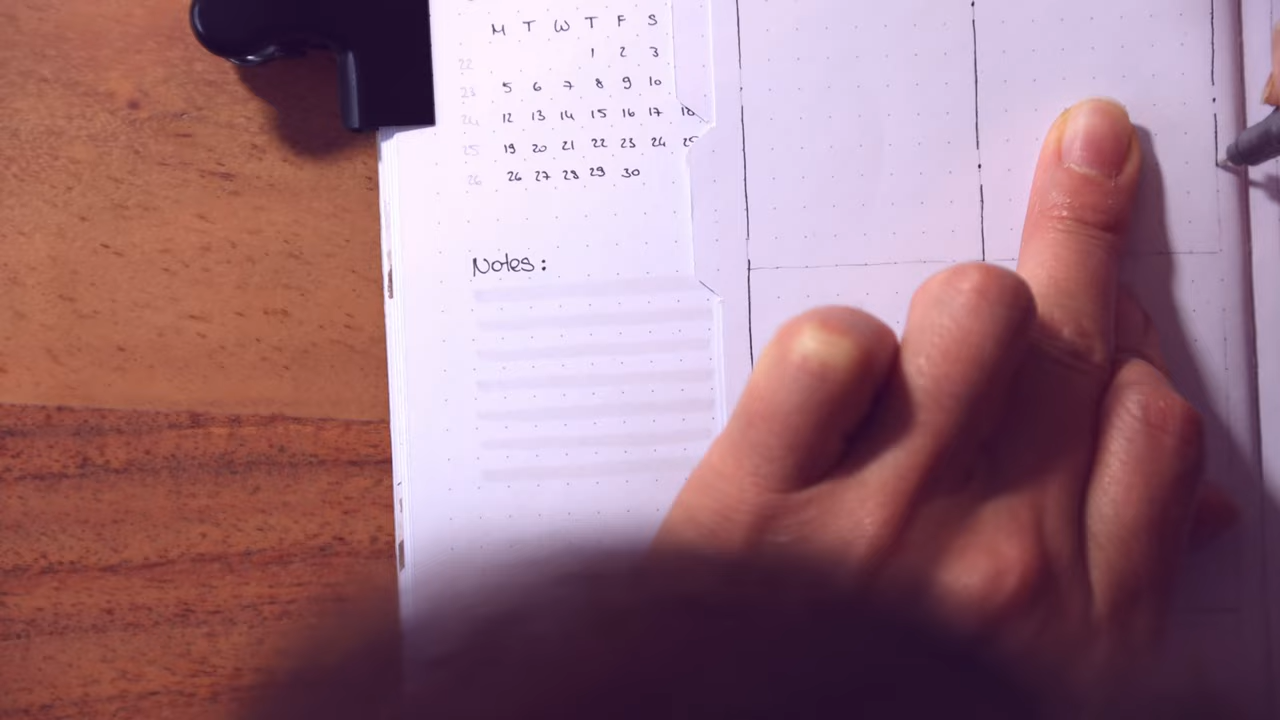 M T W T F S
22 1 2 3
23 5 6 7 8 9 10
24 12 13 14 15 16 17 18
25 19 20 21 22 23 24 25
26 26 27 28 29 30
Notes: